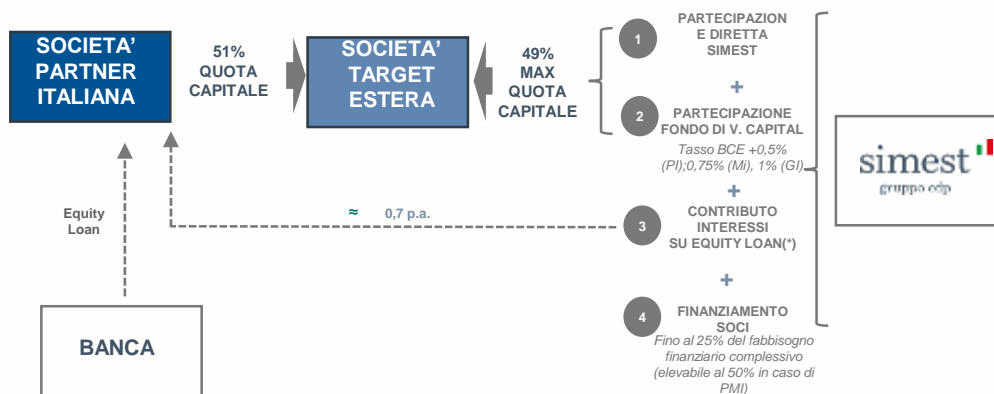 SOCIETA'
PARTNER
ITALIANA
51%
QUOTA
CAPITALE
SOCIETA'
TARGET
ESTERA
49%
MAX
QUOTA
CAPITALE
1
PARTECIPAZION
E DIRETTA
SIMEST
+
2
PARTECIPAZIONE
FONDO DI V. CAPITAL
Tasso BCE +0,5%
(PI);0,75% (Mi), 1% (GI)
+
3
CONTRIBUTO
INTERESSI
SU EQUITY LOAN(*)
+
4
FINANZIAMENTO
SOCI
Fino al 25% del fabbisogno
finanziario complessivo
(elevabile al 50% in caso di
PMI)
simest
gruppo cdp
≈ 0,7 p.a.
Equity
Loan
BANCA